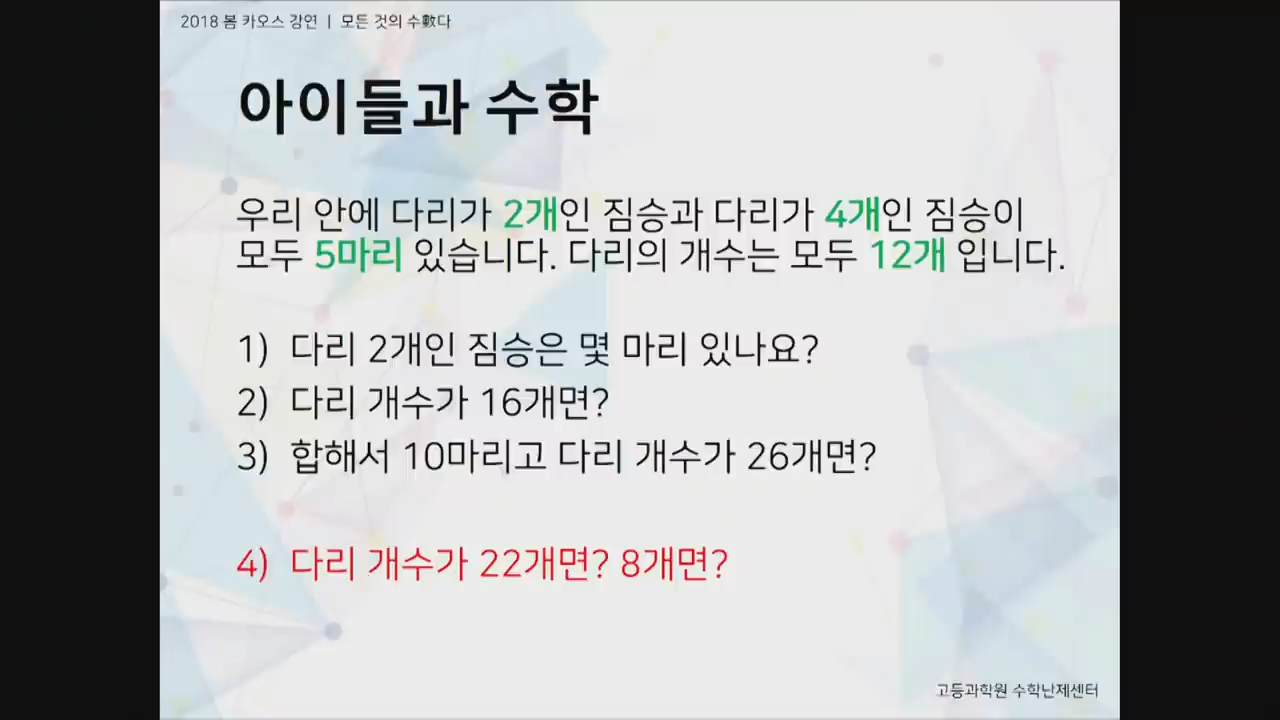 2018 봄 카오스 강연 | 모든 것의 수數다
아이들과 수학
우리 안에 다리가 2개인 짐승과 다리가 4개인 짐승이
모두 5마리 있습니다. 다리의 개수는 모두 12개 입니다.
1) 다리 2개인 짐승은 몇 마리 있나요?
2) 다리 개수가 16개면?
3) 합해서 10마리고 다리 개수가 26개면?
4) 다리 개수가 22개면? 8개면?
고등과학원 수학난제센터